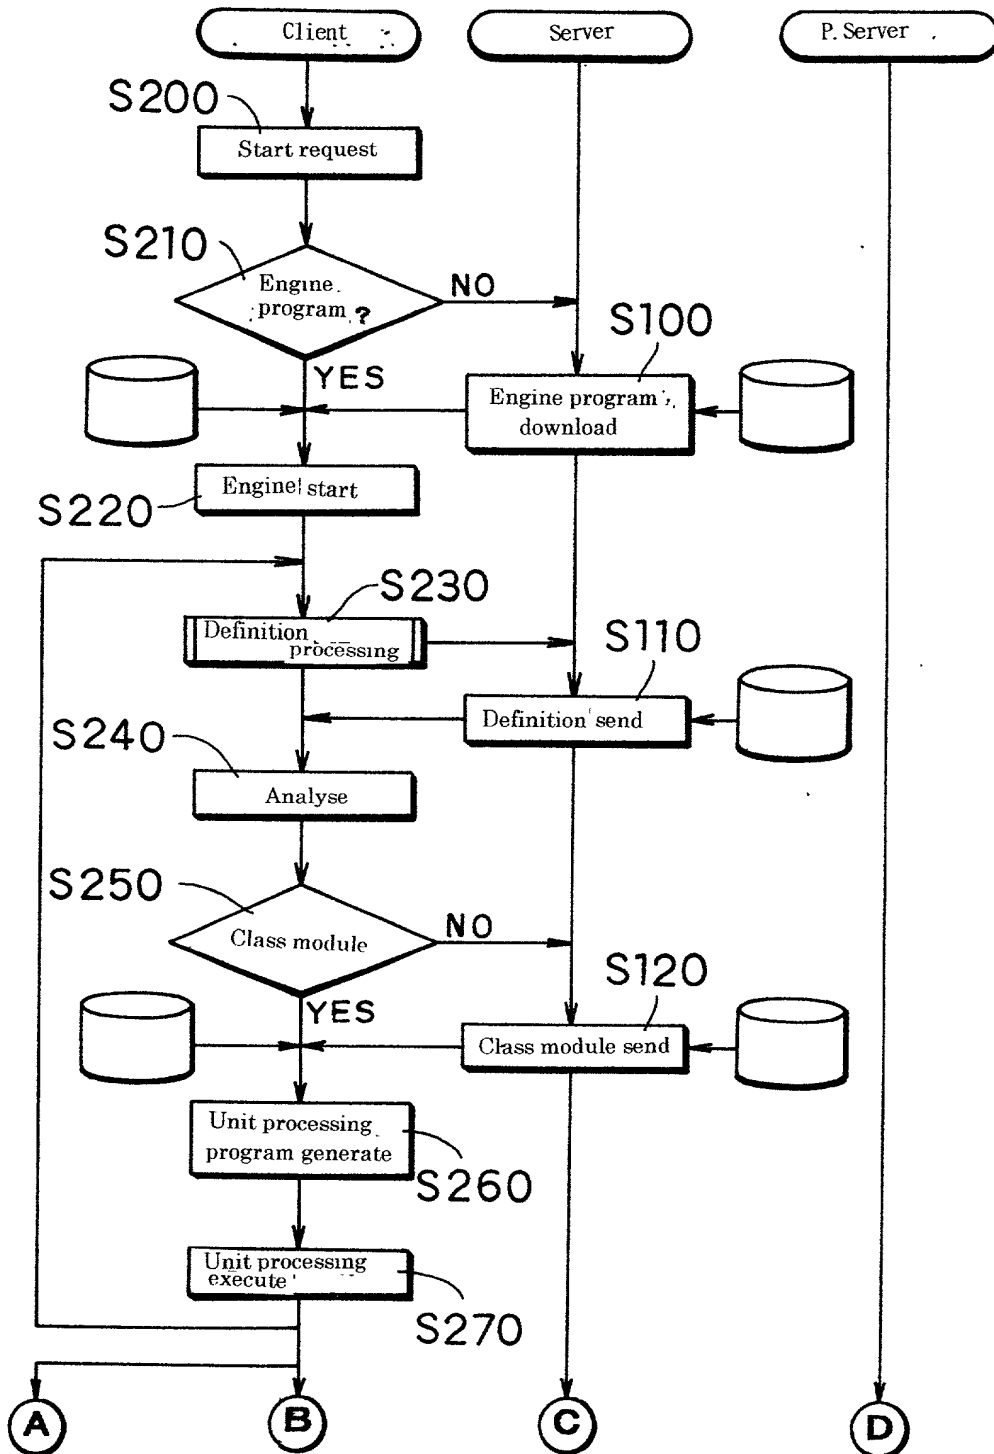 Client
Server
P. Server
S200
Start request
S210
Engine
program ?
NO
S100
YES
Engine program
download
Engine start
S220
S230
Definition
processing
S110
Definition send
S240
Analyse
S250
Class module
NO
S120
YES
Class module send
Unit processing
program generate
S260
Unit processing
execute
S270
A
B
C
D